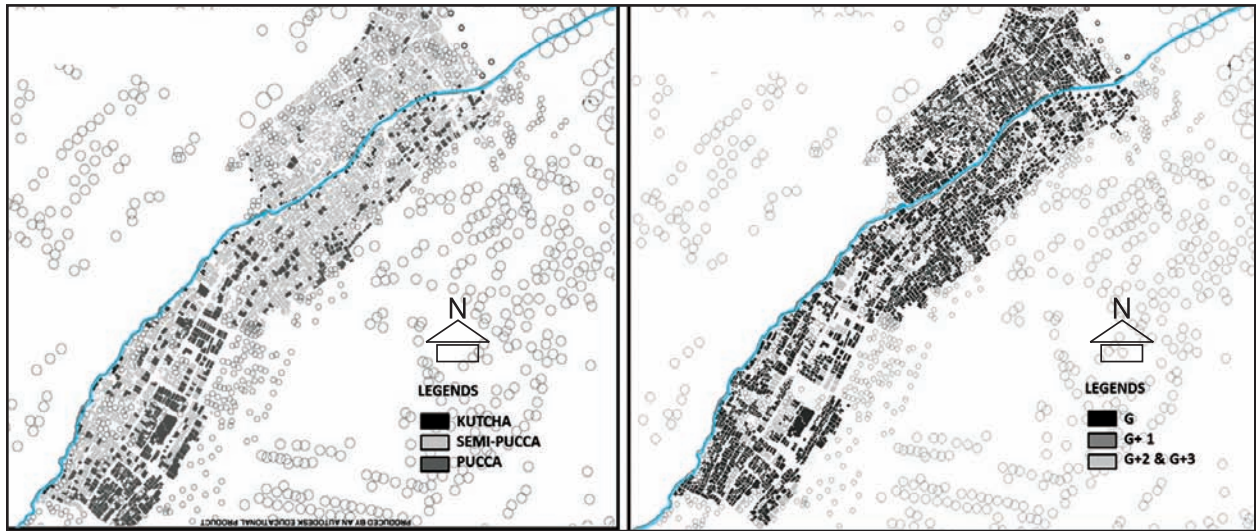 N
LEGENDS
KUTCHA
SEMI-PUCCA
PUCCA
PRODUCED BY AN AUTODESK EDUCATIONAL PRODUCT
N
LEGENDS
G
G+ 1
G+2 & G+3